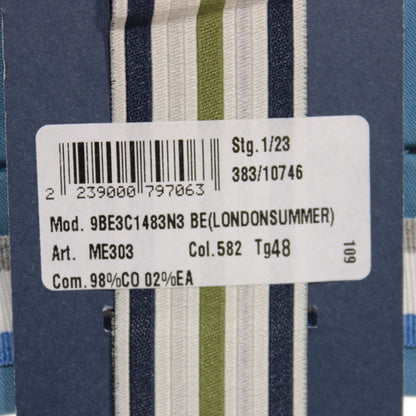 Stg.1/23
383/10746
2 239000 797063
Mod. 9BE3C1483N3 BE(LONDONSUMMER)
Art. ME303 Col.582 Tg48
Com.98%CO 02%EA
109